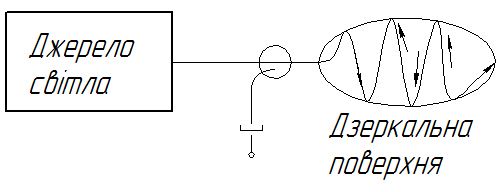 Джерело
світла
Дзеркальна
поверхня